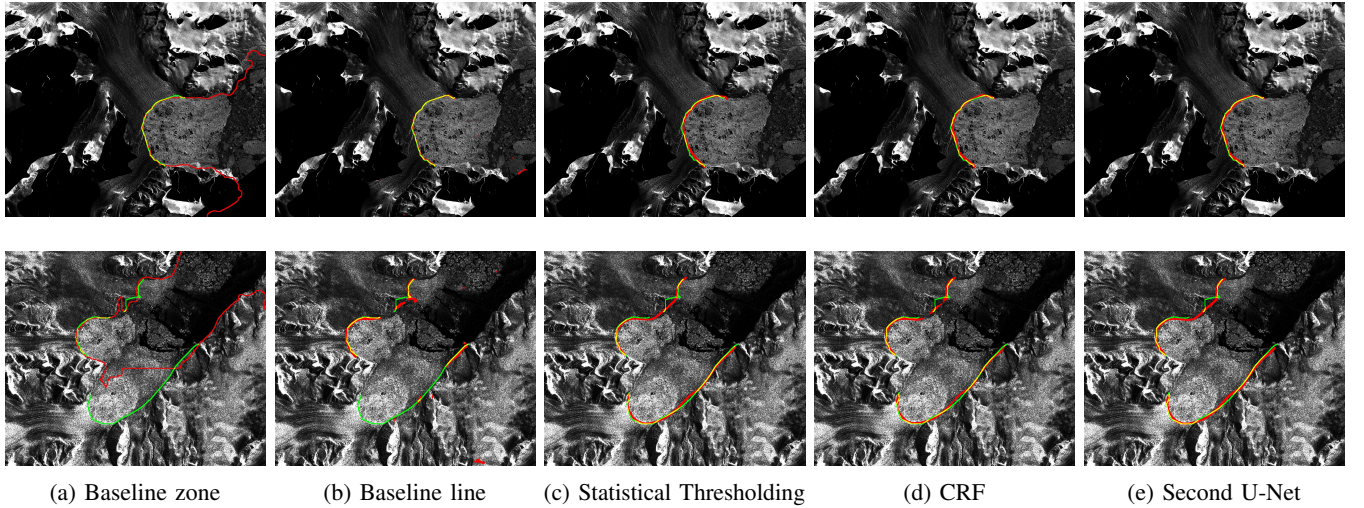 (a) Baseline zone
(b) Baseline line
(c) Statistical Thresholding
(d) CRF
(e) Second U-Net